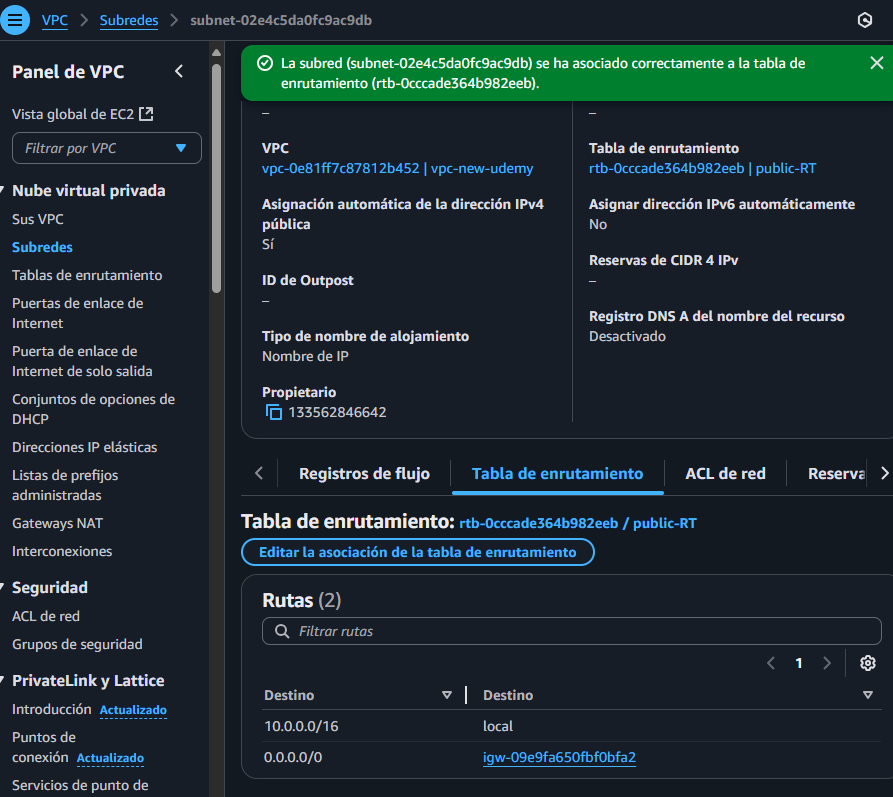 VPC > Subredes > subnet-02e4c5da0fc9ac9db
Panel de VPC
Vista global de EC2
Filtrar por VPC
Nube virtual privada
Sus VPC
Subredes
Tablas de enrutamiento
Puertas de enlace de
Internet
Puerta de enlace de
Internet de solo salida
Conjuntos de opciones de
DHCP
Direcciones IP elásticas
Listas de prefijos
administradas
Gateways NAT
Interconexiones
Seguridad
ACL de red
Grupos de seguridad
PrivateLink y Lattice
Introducción Actualizado
Puntos de
conexión Actualizado
Servicios de punto de
La subred (subnet-02e4c5da0fc9ac9db) se ha asociado correctamente a la tabla de
enrutamiento (rtb-0cccade364b982eeb).
–
VPC
vpc-0e81ff7c87812b452 | vpc-new-udemy
Asignación automática de la dirección IPv4
pública
Sí
ID de Outpost
–
Tipo de nombre de alojamiento
Nombre de IP
Propietario
133562846642
–
Tabla de enrutamiento
rtb-0cccade364b982eeb | public-RT
Asignar dirección IPv6 automáticamente
No
Reservas de CIDR 4 IPv
–
Registro DNS A del nombre del recurso
Desactivado
Registros de flujo Tabla de enrutamiento ACL de red Reserva
Tabla de enrutamiento: rtb-0cccade364b982eeb / public-RT
Editar la asociación de la tabla de enrutamiento
Rutas (2)
Filtrar rutas
1
Destino Destino
10.0.0.0/16 local
0.0.0.0/0 igw-09e9fa650fbf0bfa2